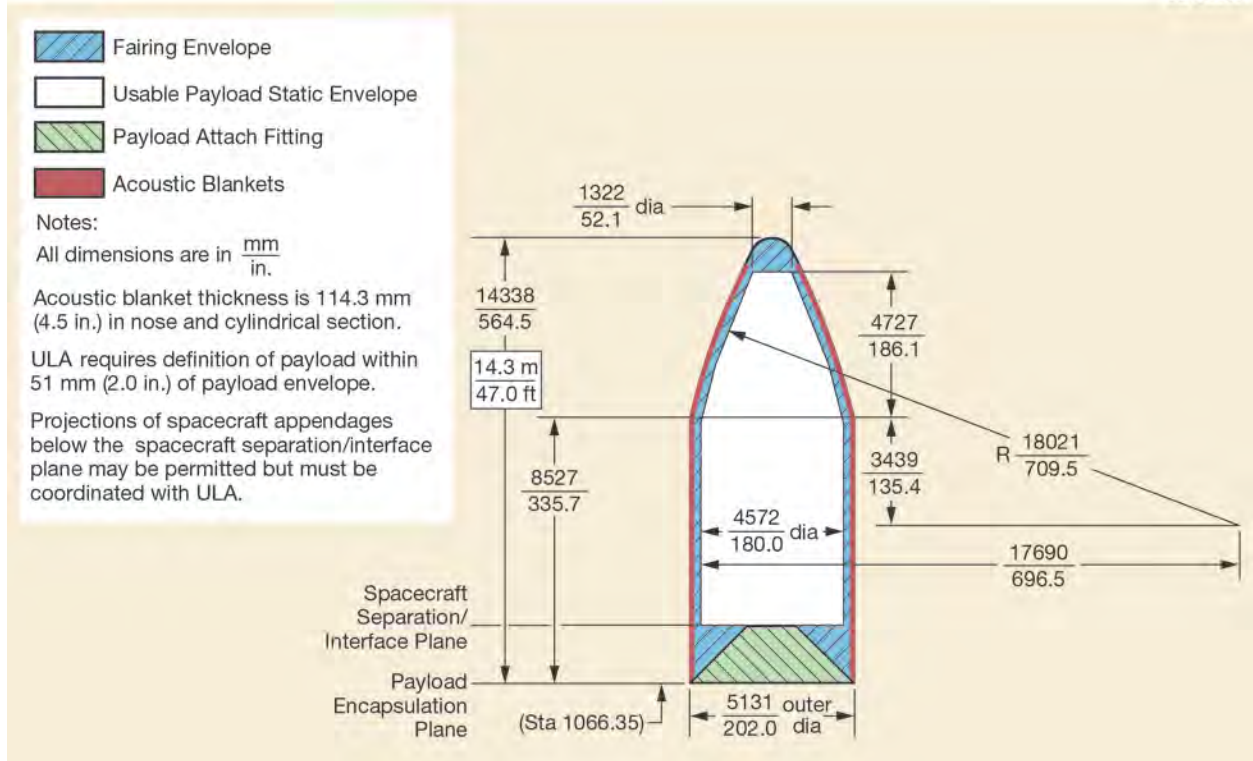 Fairing Envelope
Usable Payload Static Envelope
Payload Attach Fitting
Acoustic Blankets
Notes:
All dimensions are in mm
in.
Acoustic blanket thickness is 114.3 mm
(4.5 in.) in nose and cylindrical section.
ULA requires definition of payload within
51 mm (2.0 in.) of payload envelope.
Projections of spacecraft appendages
below the spacecraft separation/interface
plane may be permitted but must be
coordinated with ULA.
1322
52.1 dia
14338
564.5
14.3 m
47.0 ft
4727
186.1
8527
335.7
3439
135.4
R 18021
709.5
4572
180.0 dia
17690
696.5
Spacecraft
Separation/
Interface Plane
Payload
Encapsulation
Plane
(Sta 1066.35)
5131 outer
202.0 dia